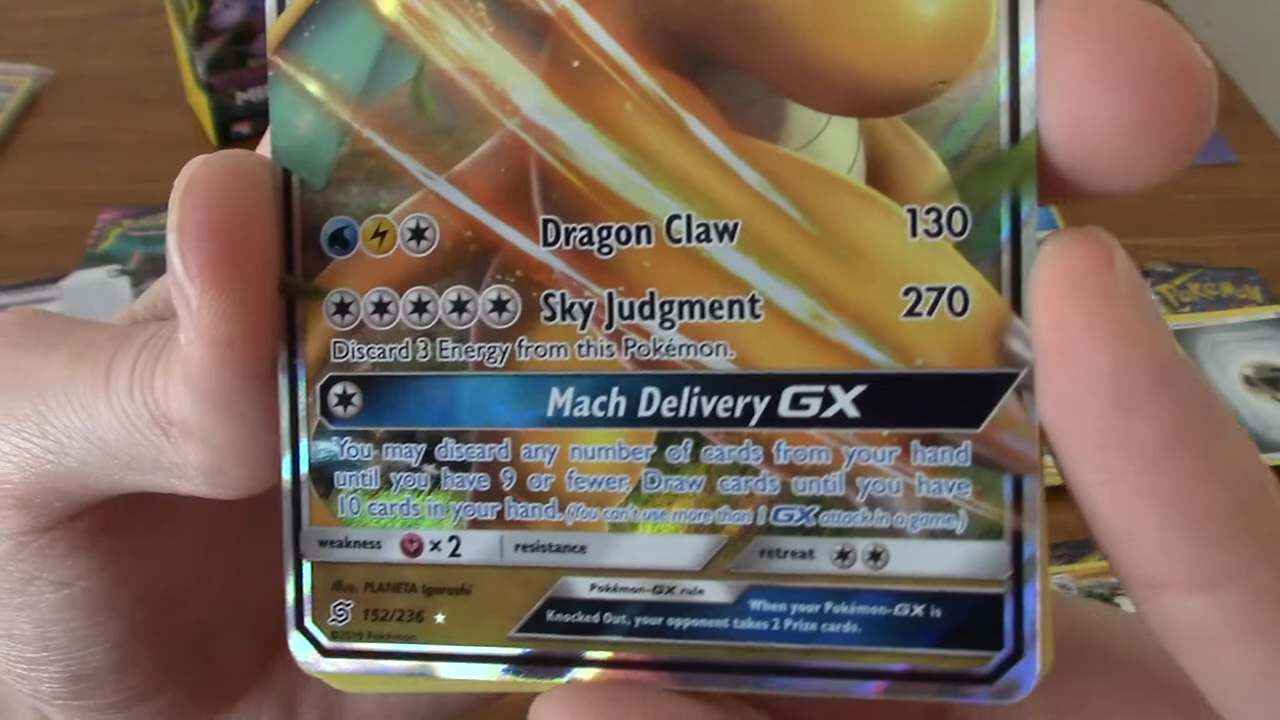 Dragon Claw 130
Sky Judgment 270
Discard 3 Energy from this Pokémon.
Mach Delivery GX
You may discard any number of cards from your hand
until you have 9 or fewer. Draw cards until you have
10 cards in your hand. (You can't use more than 1 GX attack in a game.)
weakness ×2 resistance retreat
Illus. PLANETA Igarashi
Pokémon-GX rule
152/236
When your Pokémon-GX is
Knocked Out, your opponent takes 2 Prize cards.
©2019 Pokémon
POKéMON